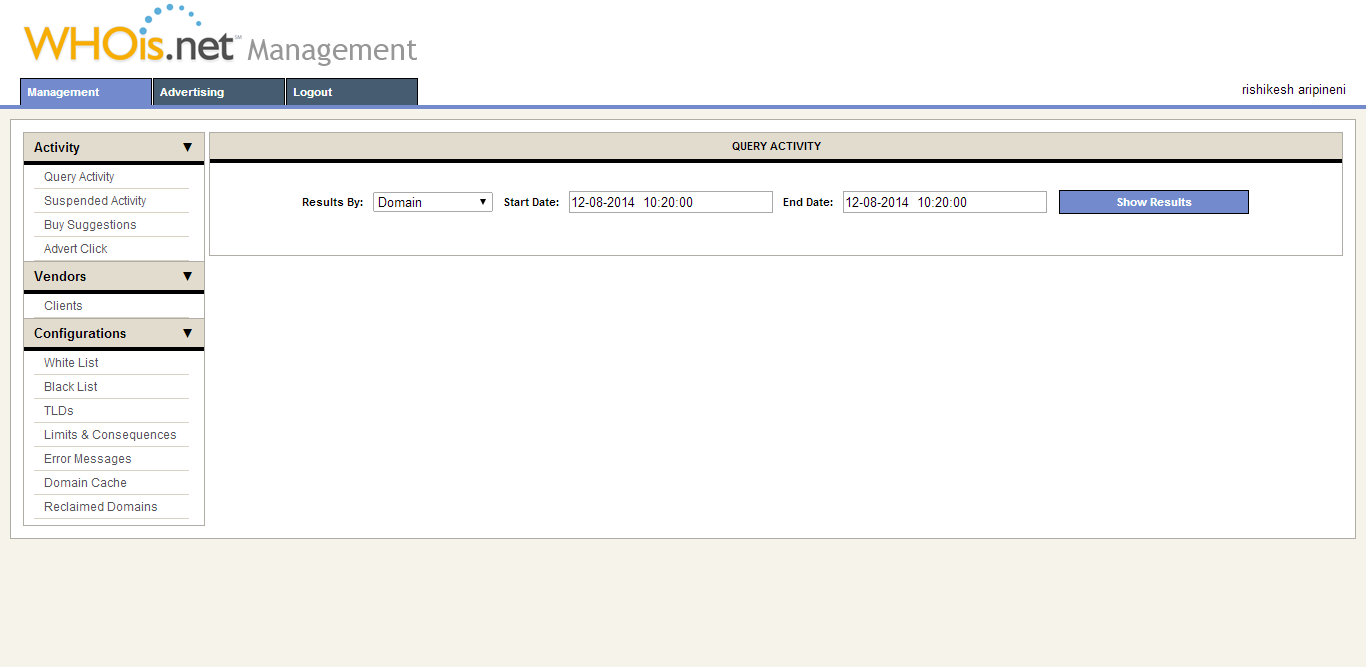 WHOis.net℠ Management
Management Advertising Logout
rishikesh aripineni
Activity ▼
Query Activity
Suspended Activity
Buy Suggestions
Advert Click
Vendors ▼
Clients
Configurations ▼
White List
Black List
TLDs
Limits & Consequences
Error Messages
Domain Cache
Reclaimed Domains
QUERY ACTIVITY
Results By: Domain ▼ Start Date: 12-08-2014 10:20:00 End Date: 12-08-2014 10:20:00 Show Results